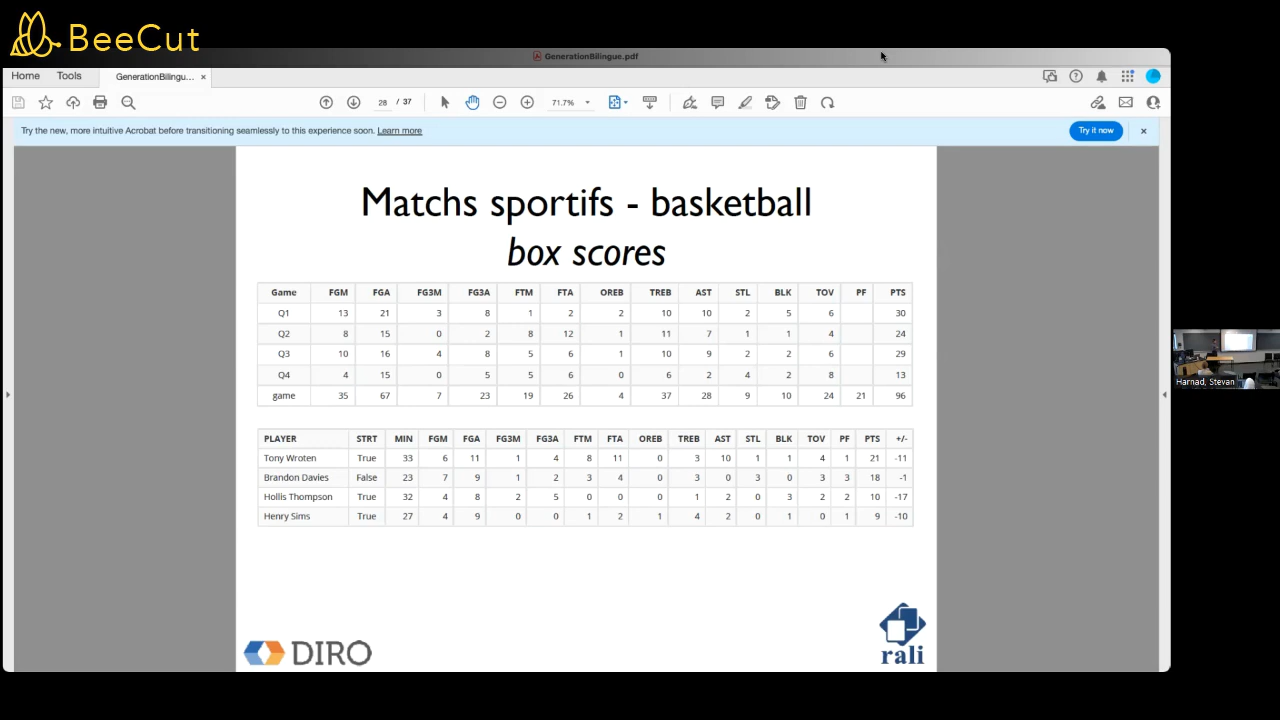 BeeCut
GenerationBilingue.pdf
Home Tools GenerationBilingu... ×
28 / 37 71.7%
Try the new, more intuitive Acrobat before transitioning seamlessly to this experience soon. Learn more Try it now ×
Matchs sportifs - basketball
box scores
Game FGM FGA FG3M FG3A FTM FTA OREB TREB AST STL BLK TOV PF PTS
Q1 13 21 3 8 1 2 2 10 10 2 5 6 30
Q2 8 15 0 2 8 12 1 11 7 1 1 4 24
Q3 10 16 4 8 5 6 1 10 9 2 2 6 29
Q4 4 15 0 5 5 6 0 6 2 4 2 8 13
game 35 67 7 23 19 26 4 37 28 9 10 24 21 96
PLAYER STRT MIN FGM FGA FG3M FG3A FTM FTA OREB TREB AST STL BLK TOV PF PTS +/-
Tony Wroten True 33 6 11 1 4 8 11 0 3 10 1 1 4 1 21 -11
Brandon Davies False 23 7 9 1 2 3 4 0 3 0 3 0 3 3 18 -1
Hollis Thompson True 32 4 8 2 5 0 0 0 1 2 0 3 2 2 10 -17
Henry Sims True 27 4 9 0 0 1 2 1 4 2 0 1 0 1 9 -10
Harnad, Stevan
DIRO
rali